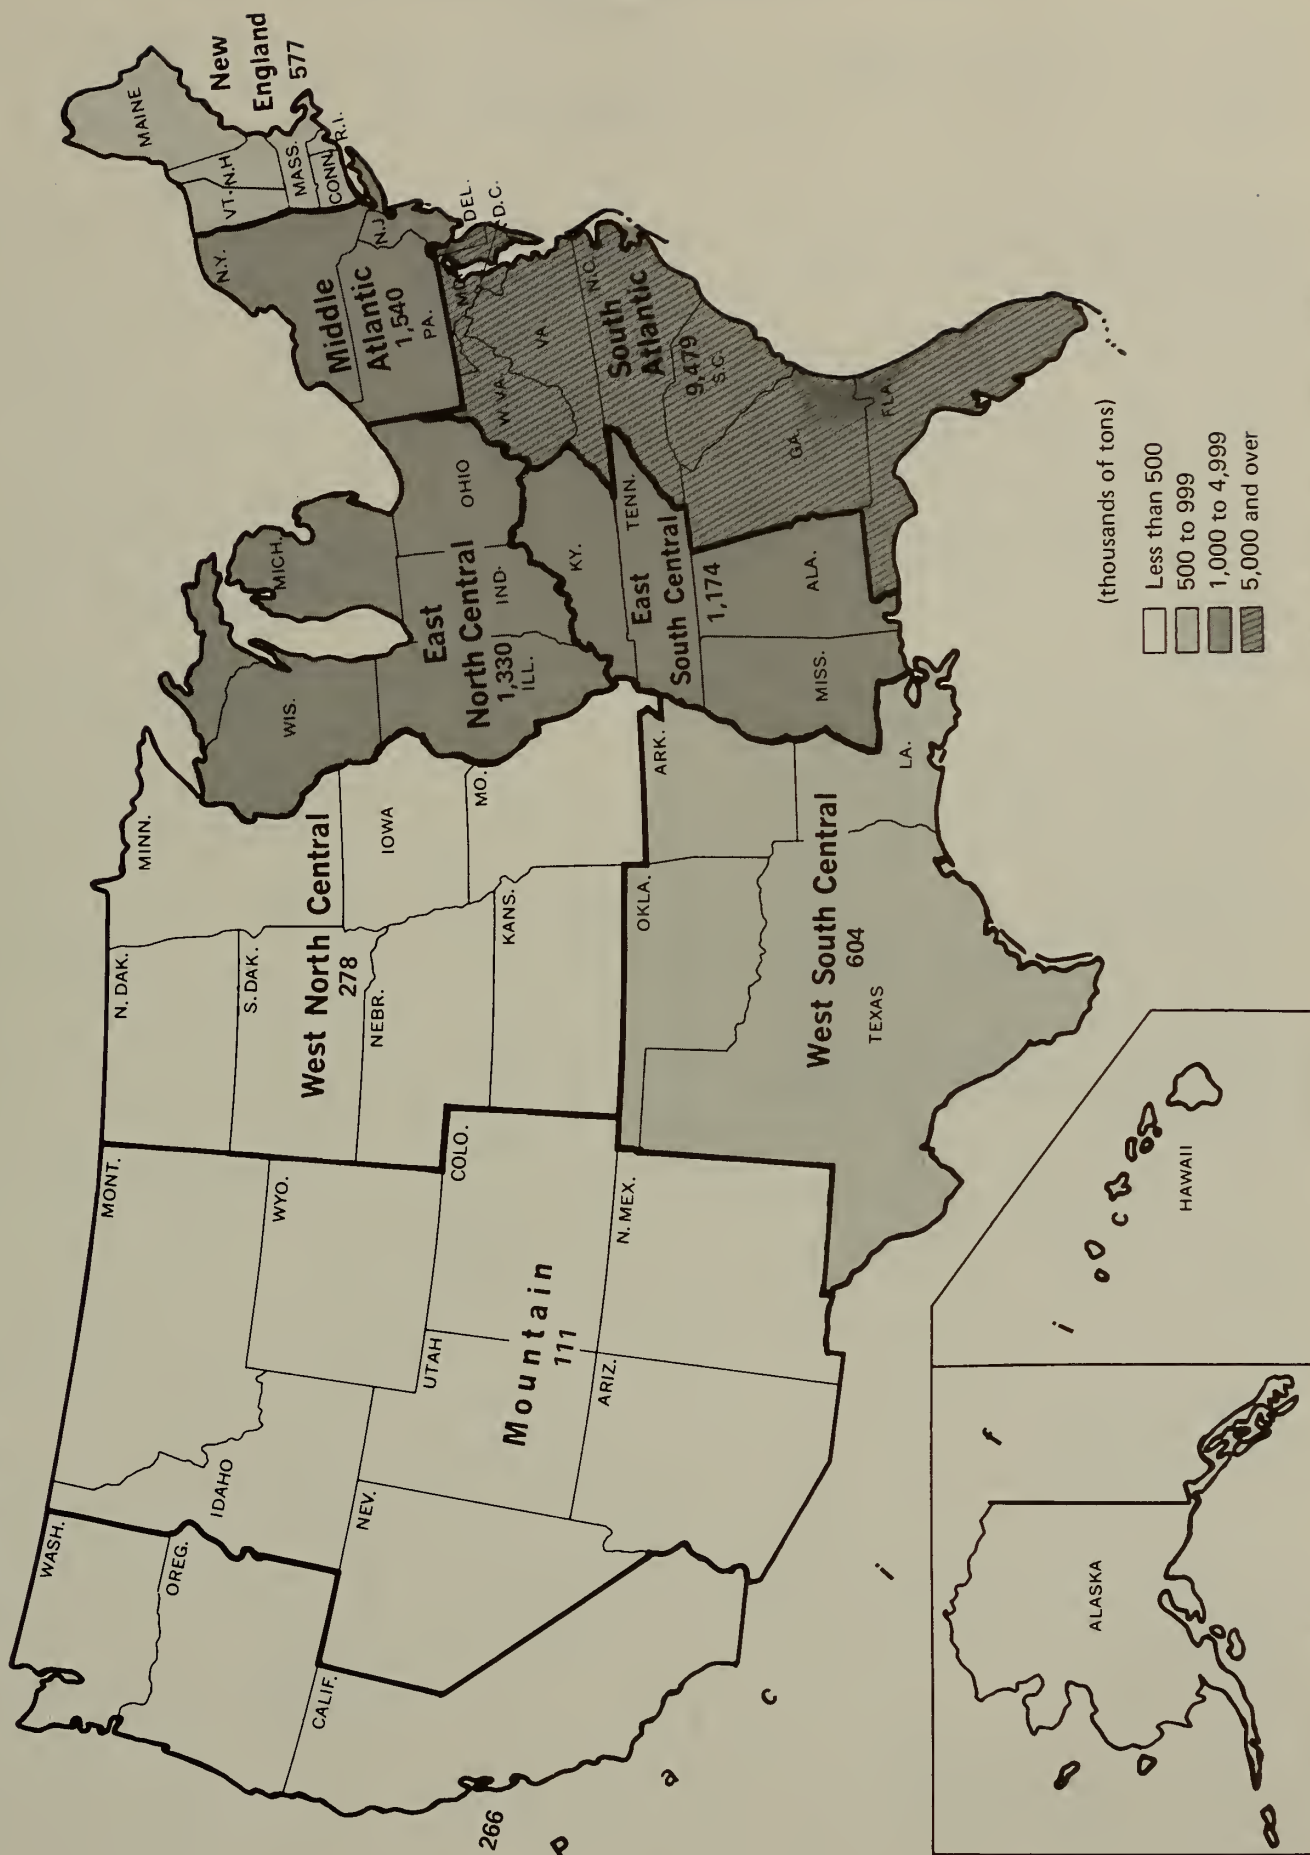 WASH.
OREG.
CALIF.
IDAHO
NEV.
MONT.
WYO.
UTAH
COLO.
Mountain
111
ARIZ.
N. MEX.
266
P
a
c
i
f
i
c
N. DAK.
S. DAK.
MINN.
West North Central
278
NEBR.
IOWA
KANS.
MO.
OKLA.
ARK.
West South Central
604
TEXAS
LA.
WIS.
MICH.
East
North Central
1,330
ILL.
IND.
OHIO
KY.
TENN.
East
South Central
1,174
MISS.
ALA.
N.Y.
Middle
Atlantic
1,540
PA.
N.J.
MAINE
VT.
N.H
MASS.
CONN.
R.I.
New
England
577
DEL.
D.C.
MD.
W VA.
VA
N.C.
South
Atlantic
9,479
S.C.
GA.
FLA.
ALASKA
HAWAII
(thousands of tons)
Less than 500
500 to 999
1,000 to 4,999
5,000 and over